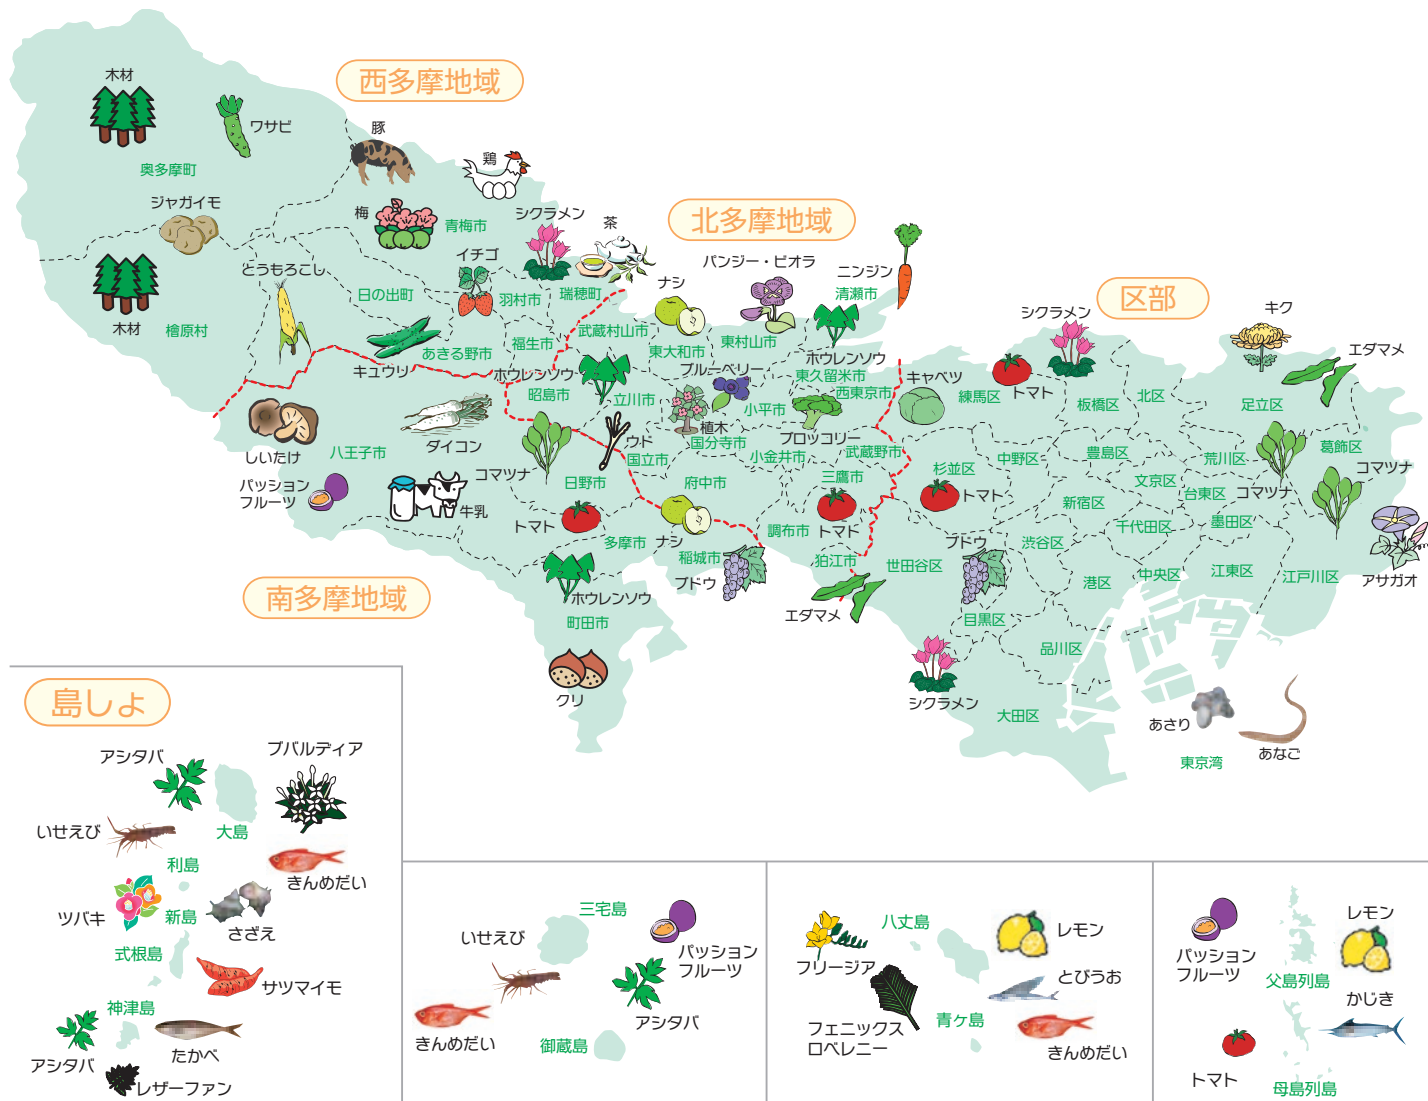 西多摩地域
木材
ワサビ
奥多摩町
豚
鶏
ジャガイモ
梅
青梅市
シクラメン
茶
北多摩地域
パンジー・ビオラ
ニンジン
清瀬市
とうもろこし
イチゴ
日の出町
羽村市
瑞穂町
ナシ
木材
檜原村
キュウリ
あきる野市
福生市
武蔵村山市
東大和市
東村山市
ホウレンソウ
東久留米市
西東京市
ホウレンソウ
昭島市
立川市
ブルーベリー
小平市
植木
国分寺市
ブロッコリー
小金井市
武蔵野市
三鷹市
ウド
国立市
府中市
トマト
調布市
狛江市
エダマメ
区部
シクラメン
キク
エダマメ
キャベツ
練馬区
トマト
板橋区
北区
足立区
葛飾区
コマツナ
コマツナ
杉並区
トマト
中野区
豊島区
荒川区
文京区
台東区
新宿区
千代田区
墨田区
渋谷区
世田谷区
ブドウ
港区
中央区
江東区
江戸川区
アサガオ
目黒区
品川区
シクラメン
大田区
あさり
あなご
東京湾
しいたけ
八王子市
ダイコン
パッション
フルーツ
牛乳
コマツナ
日野市
トマト
多摩市
ナシ
稲城市
ブドウ
南多摩地域
ホウレンソウ
町田市
クリ
島しょ
アシタバ
ブバルディア
いせえび
大島
利島
きんめだい
ツバキ
新島
さざえ
式根島
サツマイモ
神津島
アシタバ
たかべ
レザーファン
三宅島
いせえび
パッション
フルーツ
きんめだい
アシタバ
御蔵島
八丈島
レモン
フリージア
とびうお
フェニックス
ロベレニー
青ヶ島
きんめだい
パッション
フルーツ
レモン
父島列島
かじき
トマト
母島列島